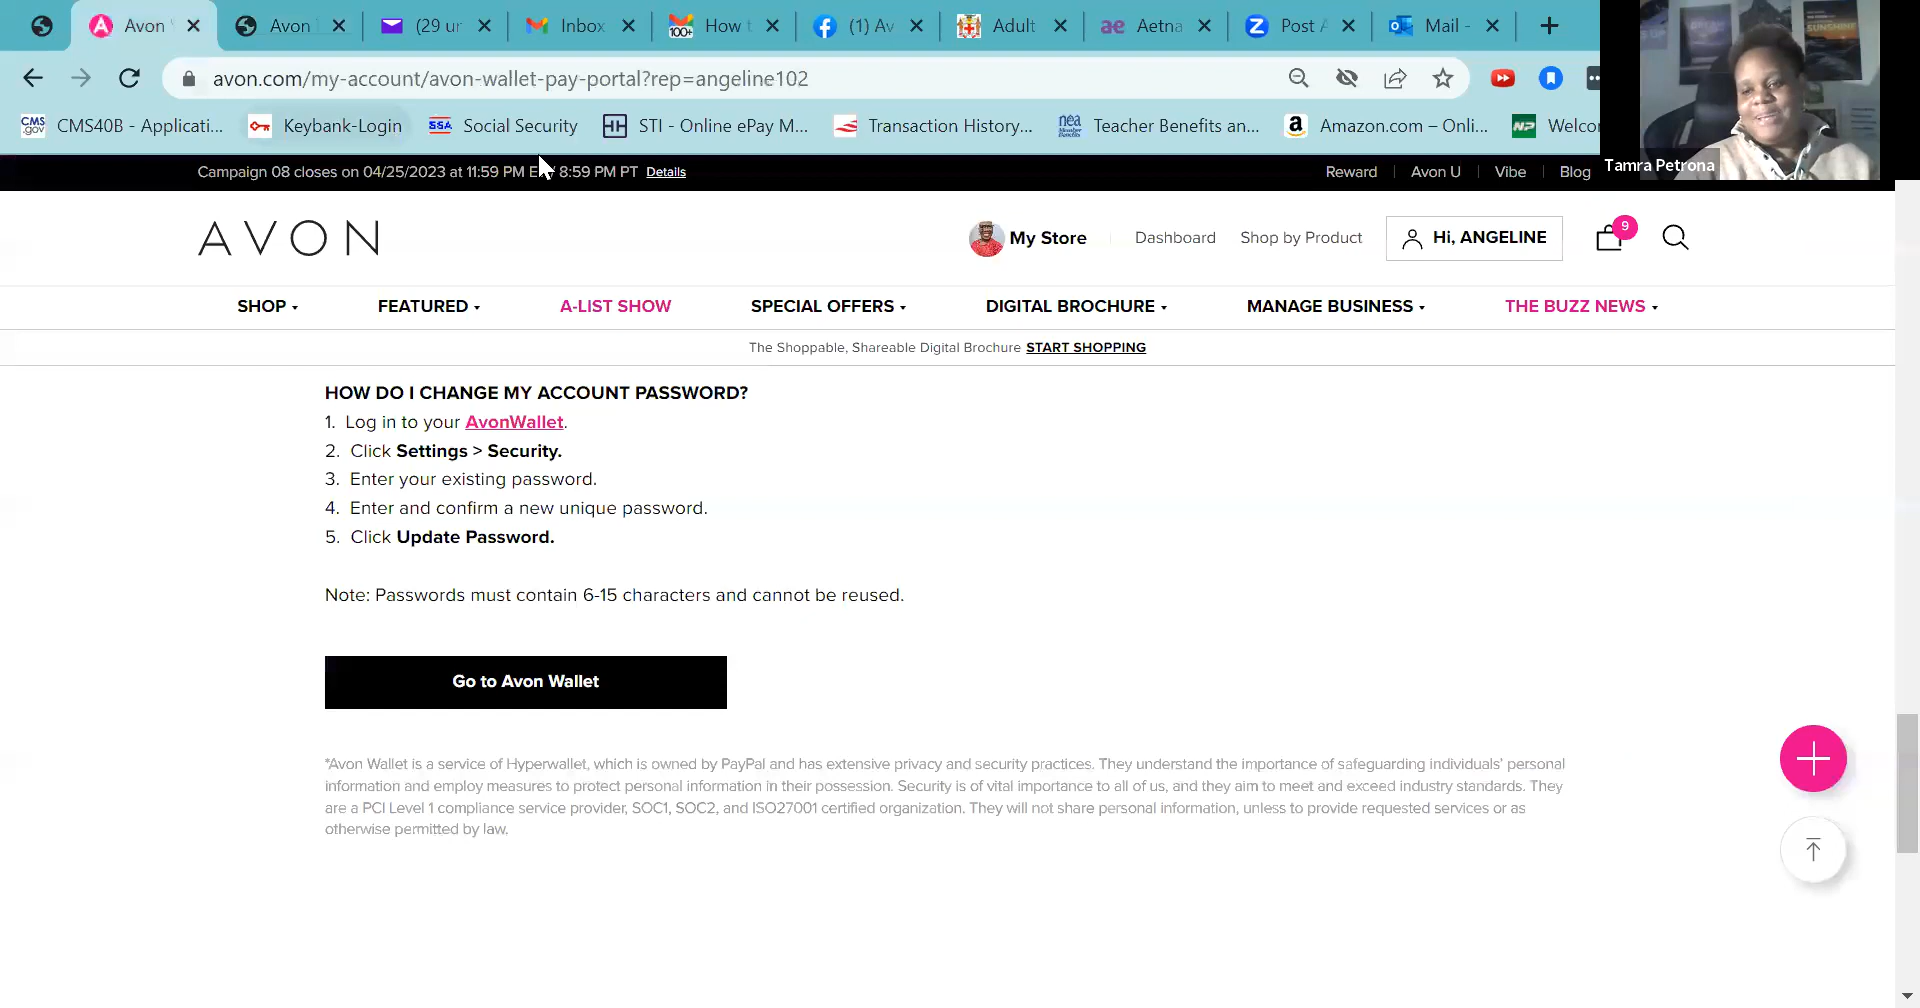 Avon
Avon
(29 ur
Inbox
100+
How t
(1) Av
Adult
ae
Aetna
Z
Post A
Mail -
avon.com/my-account/avon-wallet-pay-portal?rep=angeline102
CMS.gov
CMS40B - Applicati...
Keybank-Login
SSA
Social Security
STI - Online ePay M...
Transaction History...
nea Member Benefits
Teacher Benefits an...
Amazon.com – Onli...
NP
Welco
Tamra Petrona
Campaign 08 closes on 04/25/2023 at 11:59 PM E / 8:59 PM PT Details
Reward
Avon U
Vibe
Blog
AVON
My Store
Dashboard
Shop by Product
Hi, ANGELINE
9
SHOP
FEATURED
A-LIST SHOW
SPECIAL OFFERS
DIGITAL BROCHURE
MANAGE BUSINESS
THE BUZZ NEWS
The Shoppable, Shareable Digital Brochure START SHOPPING
HOW DO I CHANGE MY ACCOUNT PASSWORD?
1. Log in to your AvonWallet.
2. Click Settings > Security.
3. Enter your existing password.
4. Enter and confirm a new unique password.
5. Click Update Password.
Note: Passwords must contain 6-15 characters and cannot be reused.
Go to Avon Wallet
*Avon Wallet is a service of Hyperwallet, which is owned by PayPal and has extensive privacy and security practices. They understand the importance of safeguarding individuals' personal
information and employ measures to protect personal information in their possession. Security is of vital importance to all of us, and they aim to meet and exceed industry standards. They
are a PCI Level 1 compliance service provider, SOC1, SOC2, and ISO27001 certified organization. They will not share personal information, unless to provide requested services or as
otherwise permitted by law.